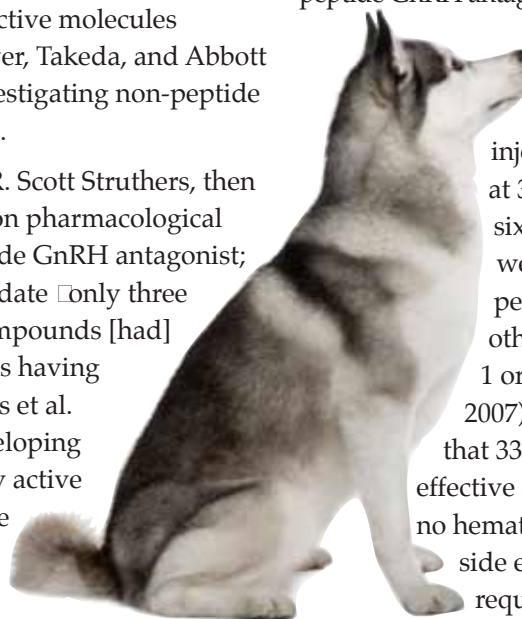 ctive molecules
er, Takeda, and Abbott
estigating non-peptide
.
R. Scott Struthers, then
on pharmacological
de GnRH antagonist;
date □only three
mpounds [had]
s having
s et al.
eloping
y active
e
peptide GnRH antag
inje
at 3
six
we
pe
oth
1 or
2007)
that 33
effective
no hemat
side e
requ